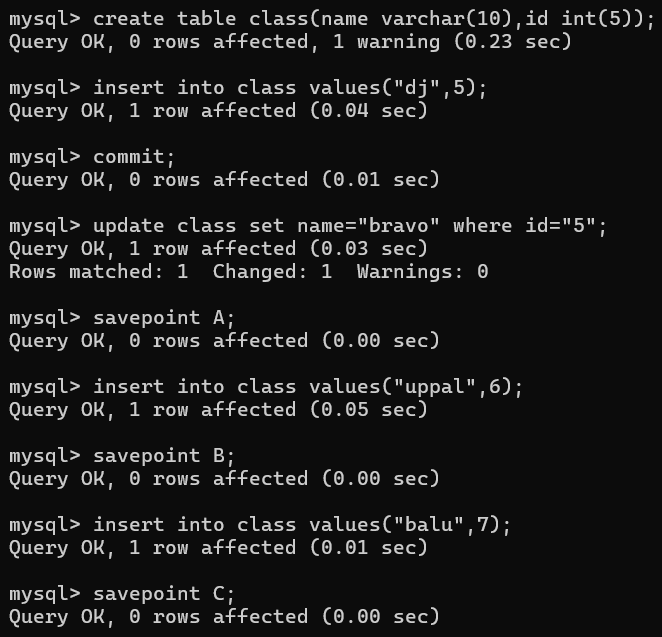 mysql> create table class(name varchar(10),id int(5));
Query OK, 0 rows affected, 1 warning (0.23 sec)
mysql> insert into class values("dj",5);
Query OK, 1 row affected (0.04 sec)
mysql> commit;
Query OK, 0 rows affected (0.01 sec)
mysql> update class set name="bravo" where id="5";
Query OK, 1 row affected (0.03 sec)
Rows matched: 1  Changed: 1  Warnings: 0
mysql> savepoint A;
Query OK, 0 rows affected (0.00 sec)
mysql> insert into class values("uppal",6);
Query OK, 1 row affected (0.05 sec)
mysql> savepoint B;
Query OK, 0 rows affected (0.00 sec)
mysql> insert into class values("balu",7);
Query OK, 1 row affected (0.01 sec)
mysql> savepoint C;
Query OK, 0 rows affected (0.00 sec)